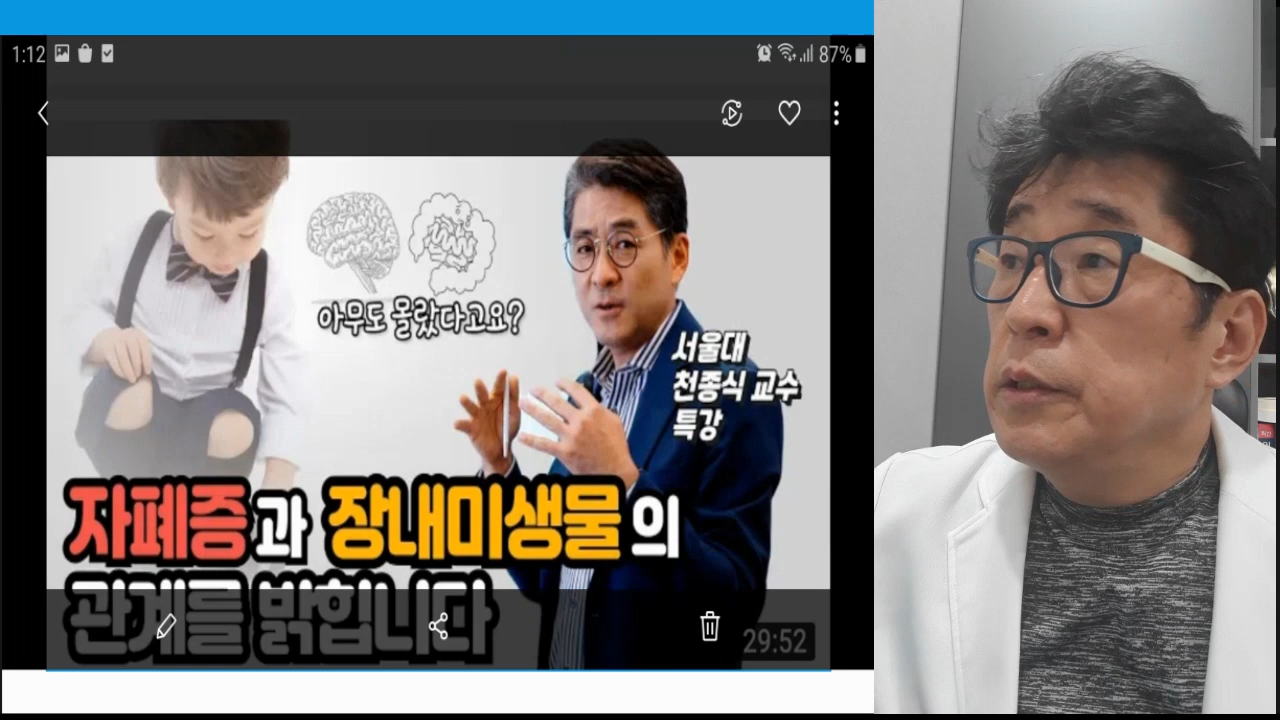 1:12
87%
아무도 몰랐다고요?
서울대
천종식 교수
특강
자폐증과 장내미생물의
관계를 밝힙니다
29:52